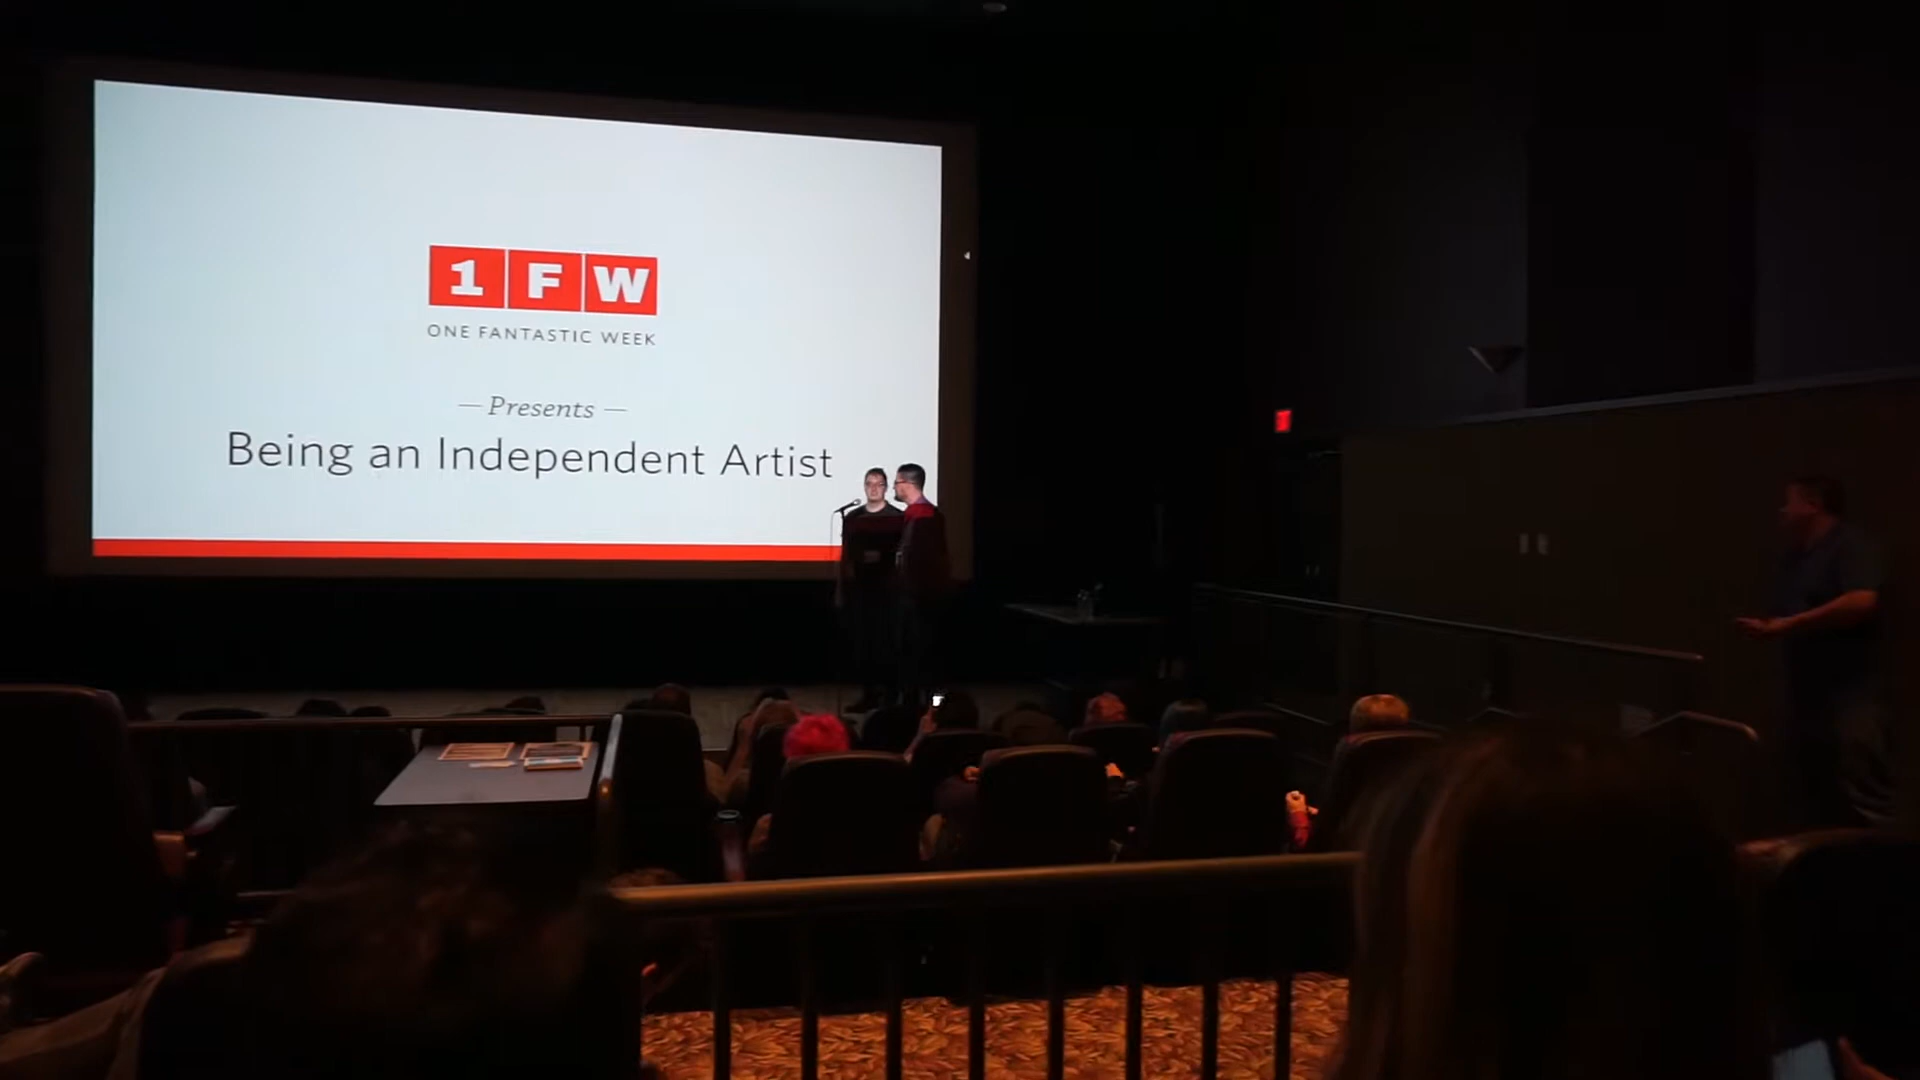 1FW
ONE FANTASTIC WEEK
— Presents —
Being an Independent Artist